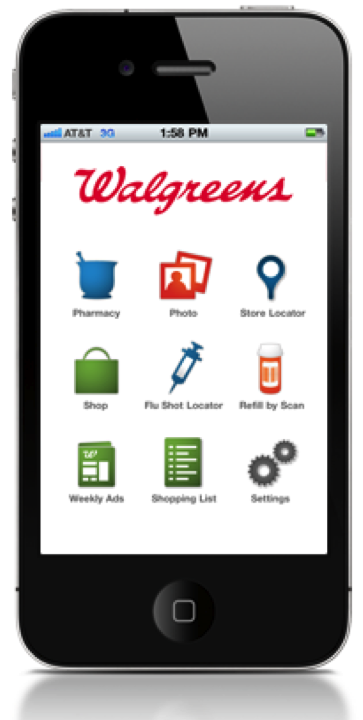 AT&T 3G 1:58 PM
Walgreens
Pharmacy Photo Store Locator
Shop Flu Shot Locator Refill by Scan
W
Weekly Ads Shopping List Settings